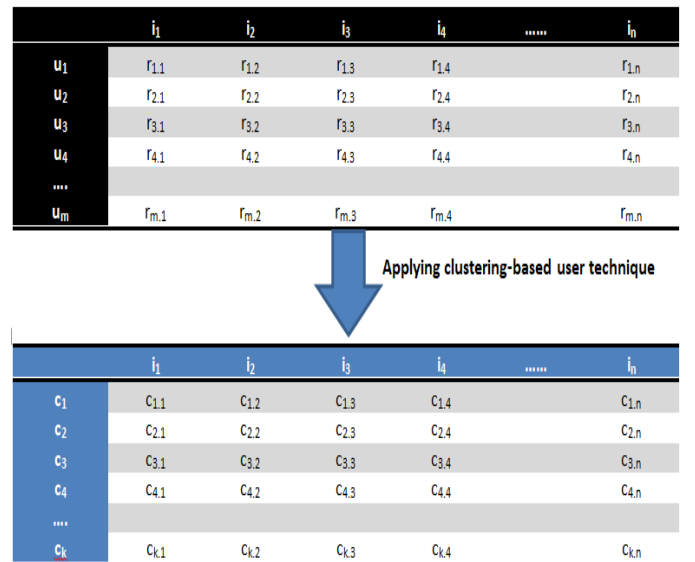 i₁ i₂ i₃ i₄ ...... iₙ
u₁ r₁.₁ r₁.₂ r₁.₃ r₁.₄ r₁.ₙ
u₂ r₂.₁ r₂.₂ r₂.₃ r₂.₄ r₂.ₙ
u₃ r₃.₁ r₃.₂ r₃.₃ r₃.₄ r₃.ₙ
u₄ r₄.₁ r₄.₂ r₄.₃ r₄.₄ r₄.ₙ
....
uₘ rₘ.₁ rₘ.₂ rₘ.₃ rₘ.₄ rₘ.ₙ
Applying clustering-based user technique
i₁ i₂ i₃ i₄ ...... iₙ
c₁ c₁.₁ c₁.₂ c₁.₃ c₁.₄ c₁.ₙ
c₂ c₂.₁ c₂.₂ c₂.₃ c₂.₄ c₂.ₙ
c₃ c₃.₁ c₃.₂ c₃.₃ c₃.₄ c₃.ₙ
c₄ c₄.₁ c₄.₂ c₄.₃ c₄.₄ c₄.ₙ
....
cₖ cₖ.₁ cₖ.₂ cₖ.₃ cₖ.₄ cₖ.ₙ